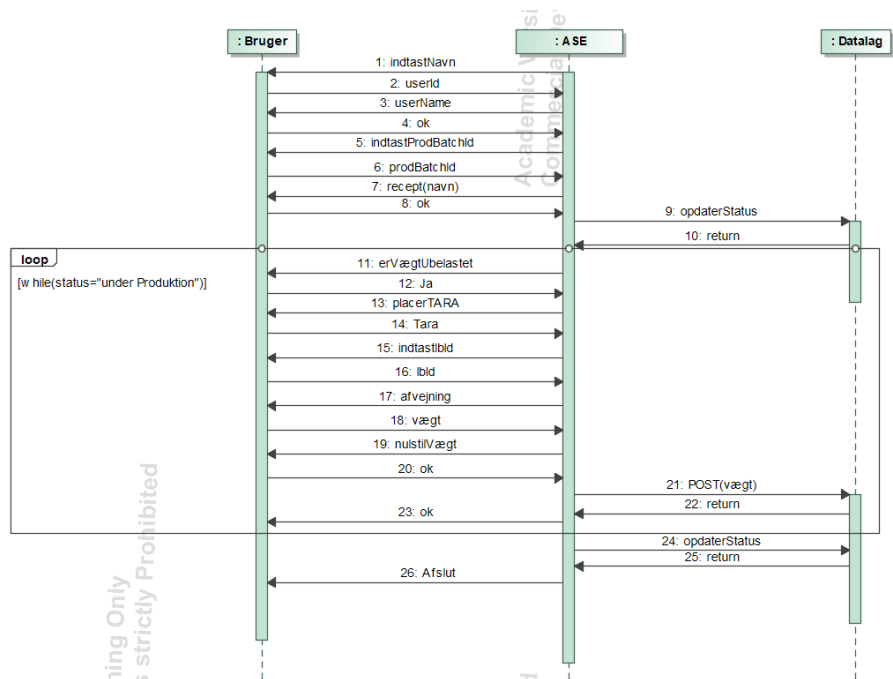 : Bruger
: ASE
: Datalag
1: indtastNavn
2: userId
3: userName
4: ok
5: indtastProdBatchId
6: prodBatchId
7: recept(navn)
8: ok
9: opdaterStatus
10: return
loop
[w hile(status="under Produktion")]
11: erVægtUbelastet
12: Ja
13: placerTARA
14: Tara
15: indtastIbId
16: IbId
17: afvejning
18: vægt
19: nulstilVægt
20: ok
21: POST(vægt)
22: return
23: ok
24: opdaterStatus
25: return
26: Afslut
Academic Versi
Commercial
ning Only
s strictly Prohibited